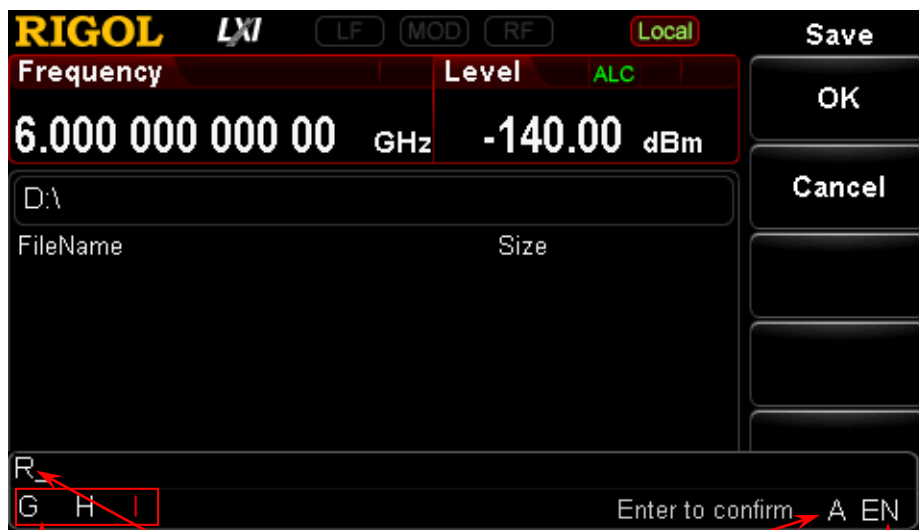 RIGOL LXI LF MOD RF Local Save
Frequency Level ALC
OK
6.000 000 000 00 GHz -140.00 dBm
Cancel
D:\
FileName Size
R_
G H I
Enter to confirm A EN